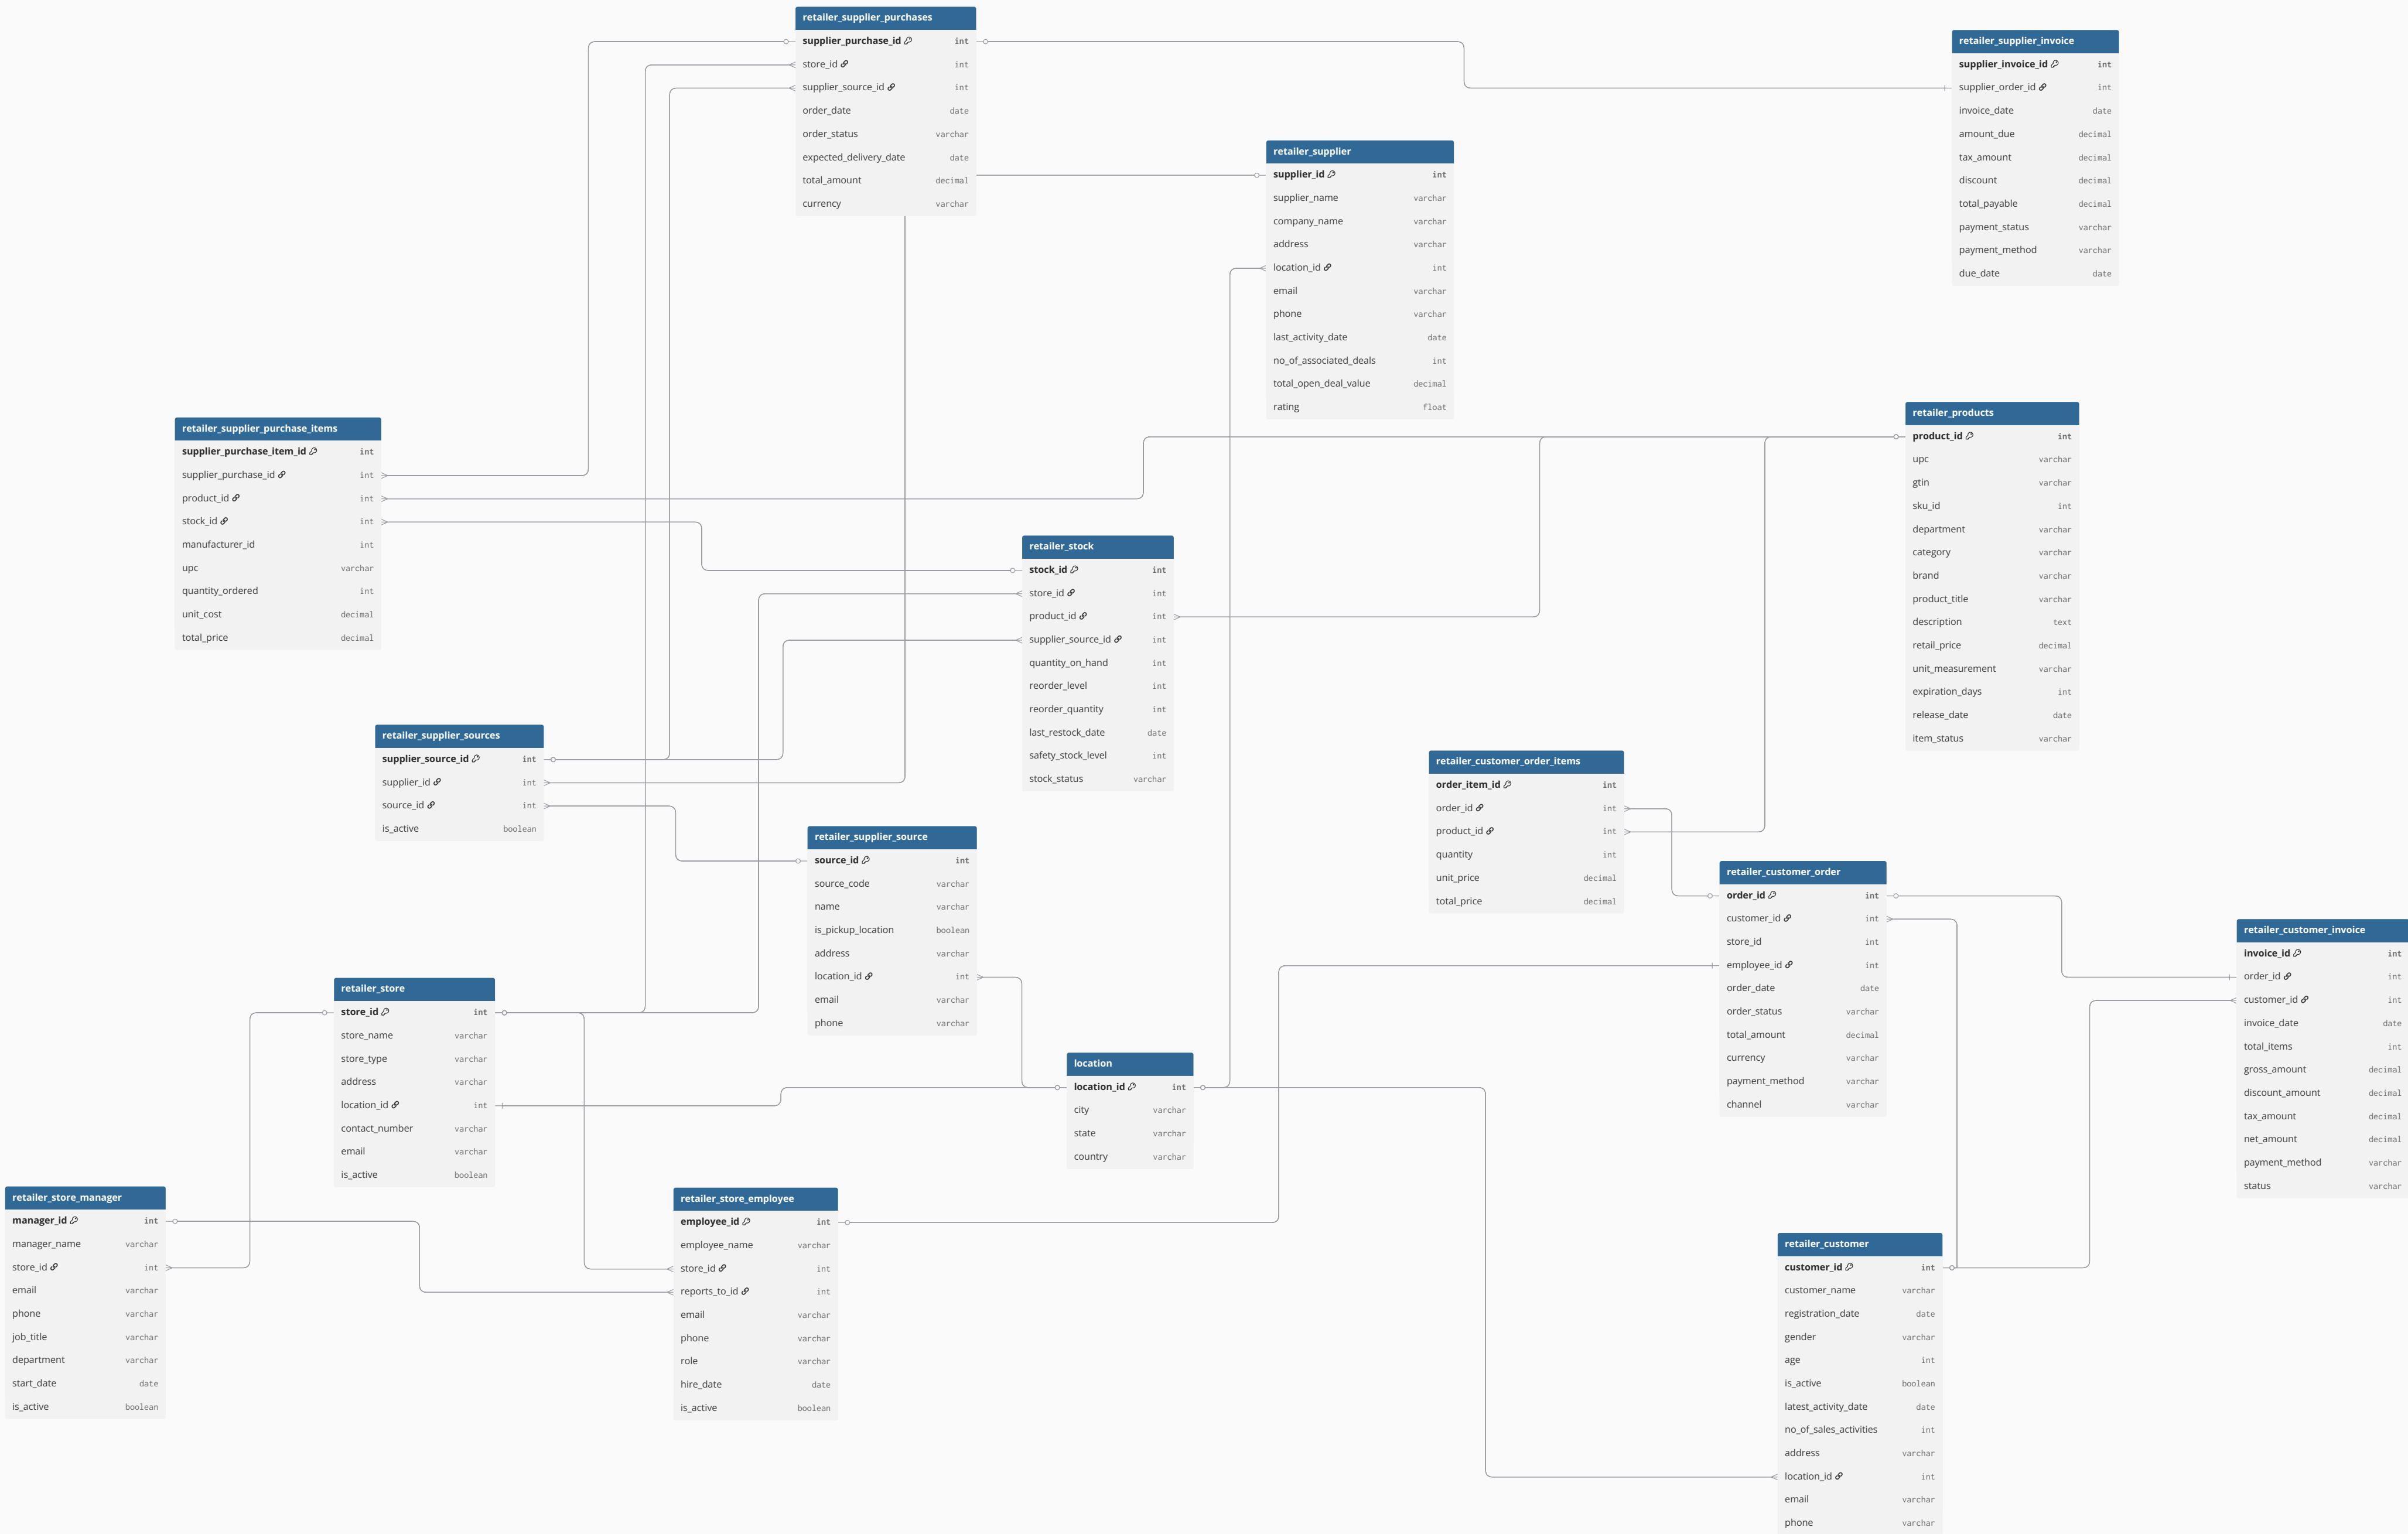 retailer_supplier_purchases
supplier_purchase_id int
store_id int
supplier_source_id int
order_date date
order_status varchar
expected_delivery_date date
total_amount decimal
currency varchar
retailer_supplier_invoice
supplier_invoice_id int
supplier_order_id int
invoice_date date
amount_due decimal
tax_amount decimal
discount decimal
total_payable decimal
payment_status varchar
payment_method varchar
due_date date
retailer_supplier
supplier_id int
supplier_name varchar
company_name varchar
address varchar
location_id int
email varchar
phone varchar
last_activity_date date
no_of_associated_deals int
total_open_deal_value decimal
rating float
retailer_products
product_id int
upc varchar
gtin varchar
sku_id int
department varchar
category varchar
brand varchar
product_title varchar
description text
retail_price decimal
unit_measurement varchar
expiration_days int
release_date date
item_status varchar
retailer_supplier_purchase_items
supplier_purchase_item_id int
supplier_purchase_id int
product_id int
stock_id int
manufacturer_id int
upc varchar
quantity_ordered int
unit_cost decimal
total_price decimal
retailer_stock
stock_id int
store_id int
product_id int
supplier_source_id int
quantity_on_hand int
reorder_level int
reorder_quantity int
last_restock_date date
safety_stock_level int
stock_status varchar
retailer_supplier_sources
supplier_source_id int
supplier_id int
source_id int
is_active boolean
retailer_customer_order_items
order_item_id int
order_id int
product_id int
quantity int
unit_price decimal
total_price decimal
retailer_supplier_source
source_id int
source_code varchar
name varchar
is_pickup_location boolean
address varchar
location_id int
email varchar
phone varchar
retailer_customer_order
order_id int
customer_id int
store_id int
employee_id int
order_date date
order_status varchar
total_amount decimal
currency varchar
payment_method varchar
channel varchar
retailer_customer_invoice
invoice_id int
order_id int
customer_id int
invoice_date date
total_items int
gross_amount decimal
discount_amount decimal
tax_amount decimal
net_amount decimal
payment_method varchar
status varchar
retailer_store
store_id int
store_name varchar
store_type varchar
address varchar
location_id int
contact_number varchar
email varchar
is_active boolean
location
location_id int
city varchar
state varchar
country varchar
retailer_store_manager
manager_id int
manager_name varchar
store_id int
email varchar
phone varchar
job_title varchar
department varchar
start_date date
is_active boolean
retailer_store_employee
employee_id int
employee_name varchar
store_id int
reports_to_id int
email varchar
phone varchar
role varchar
hire_date date
is_active boolean
retailer_customer
customer_id int
customer_name varchar
registration_date date
gender varchar
age int
is_active boolean
latest_activity_date date
no_of_sales_activities int
address varchar
location_id int
email varchar
phone varchar